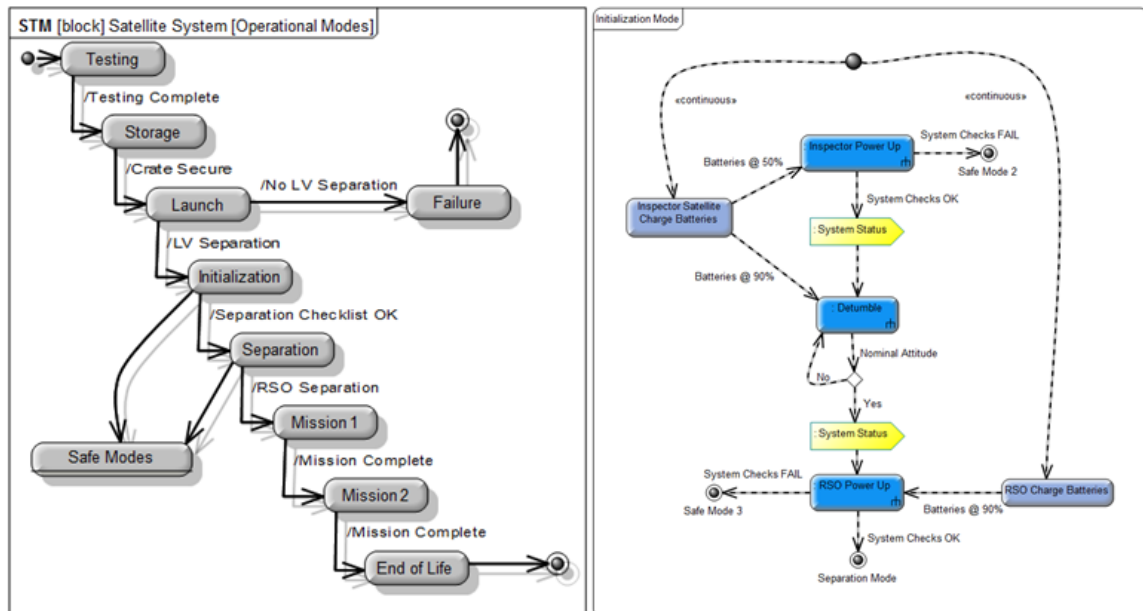 STM [block] Satellite System [Operational Modes]
Testing
/Testing Complete
Storage
/Crate Secure
Launch
/No LV Separation
Failure
/LV Separation
Initialization
/Separation Checklist OK
Separation
/RSO Separation
Mission 1
Safe Modes
/Mission Complete
Mission 2
/Mission Complete
End of Life
Initialization Mode
«continuous»
«continuous»
: Inspector Power Up
rh
System Checks FAIL
Safe Mode 2
Batteries @ 50%
System Checks OK
Inspector Satellite
Charge Batteries
: System Status
Batteries @ 90%
: Detumble
rh
Nominal Attitude
No
Yes
: System Status
System Checks FAIL
: RSO Power Up
rh
RSO Charge Batteries
Safe Mode 3
Batteries @ 90%
System Checks OK
Separation Mode